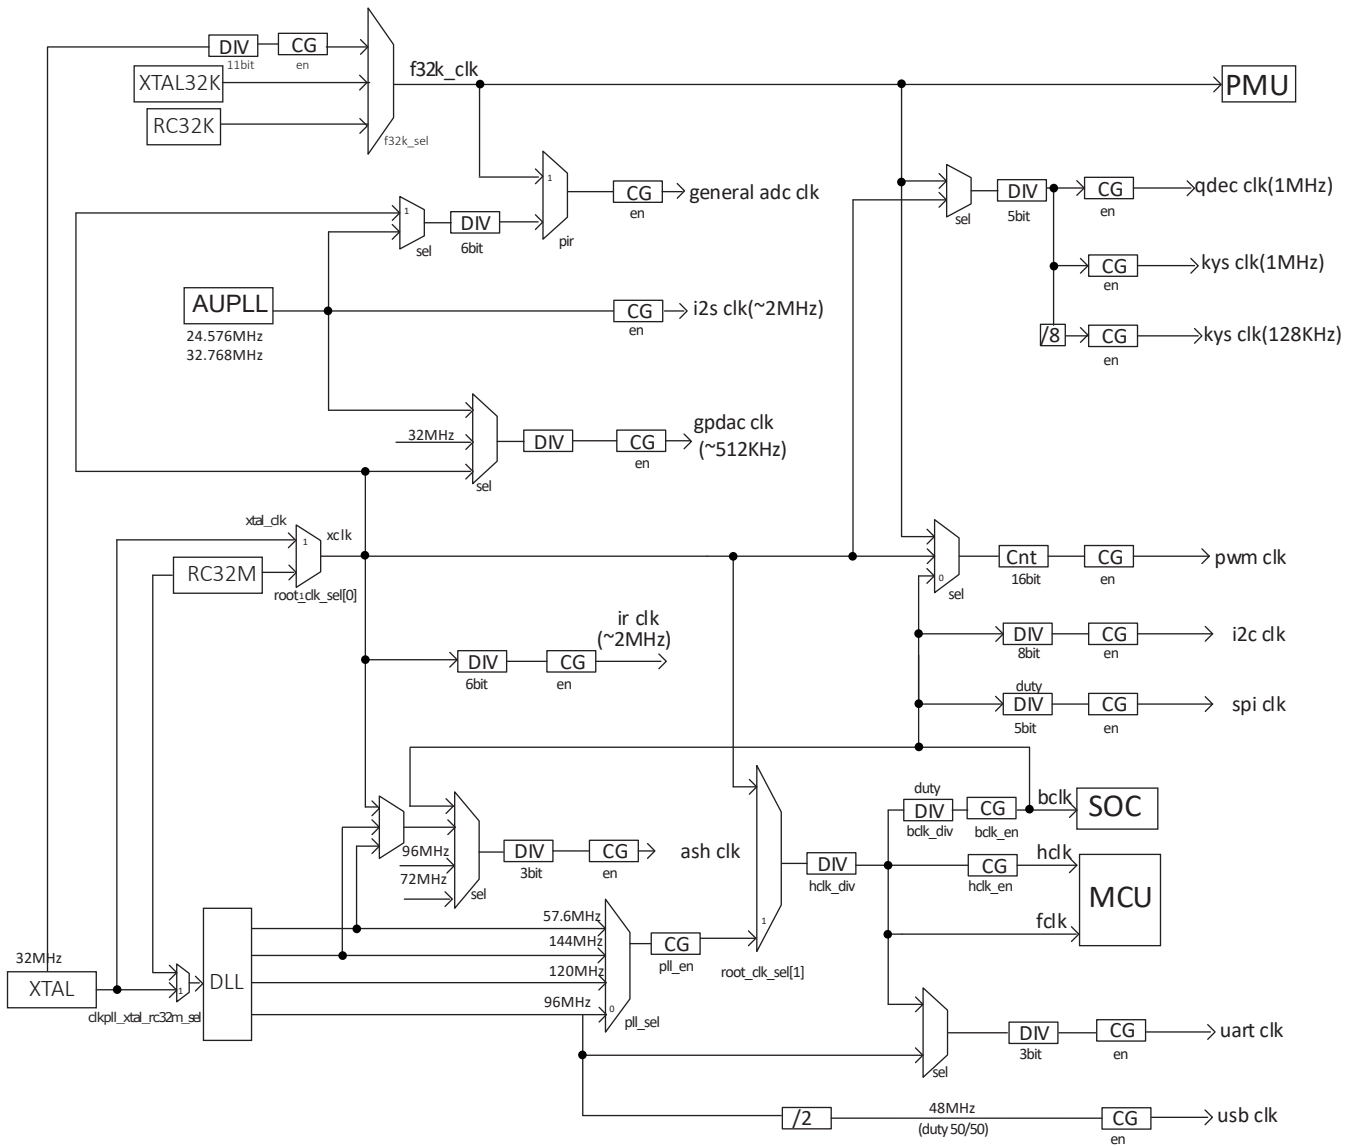 DIV
CG
11bit
en
XTAL32K
RC32K
f32k_sel
f32k_clk
PMU
1
pir
CG
en
general adc clk
1
sel
DIV
6bit
sel
DIV
5bit
CG
en
qdec clk(1MHz)
CG
en
kys clk(1MHz)
/8
CG
en
kys clk(128KHz)
AUPLL
24.576MHz
32.768MHz
CG
en
i2s clk(~2MHz)
32MHz
sel
DIV
CG
en
gpdac clk
(~512KHz)
xtal_clk
1
xclk
RC32M
root_clk_sel[0]
1
0
sel
Cnt
16bit
CG
en
pwm clk
ir clk
(~2MHz)
DIV
6bit
CG
en
DIV
8bit
CG
en
i2c clk
duty
DIV
5bit
CG
en
spi clk
96MHz
72MHz
sel
DIV
3bit
CG
en
ash clk
1
root_clk_sel[1]
DIV
hclk_div
duty
DIV
bclk_div
CG
bclk_en
bclk
SOC
CG
hclk_en
hclk
fclk
MCU
32MHz
XTAL
1
clkpll_xtal_rc32m_sel
DLL
57.6MHz
144MHz
120MHz
96MHz
0
pll_sel
CG
pll_en
sel
DIV
3bit
CG
en
uart clk
/2
48MHz
(duty 50/50)
CG
en
usb clk